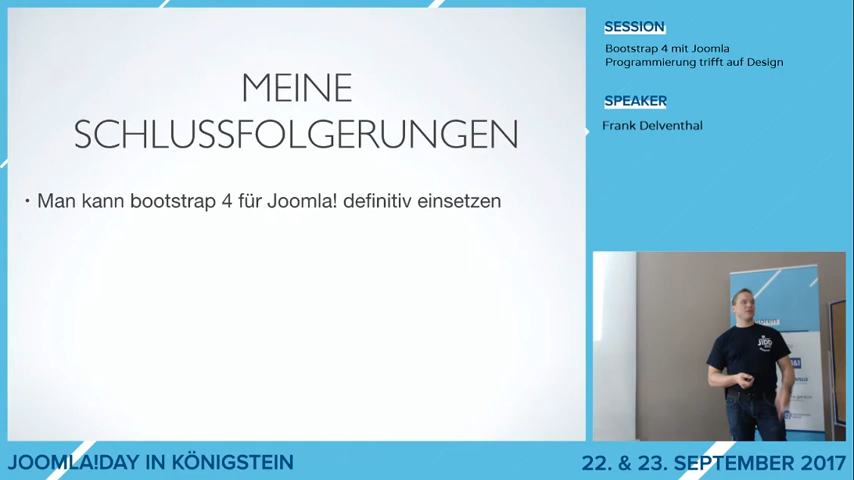 MEINE
SCHLUSSFOLGERUNGEN
• Man kann bootstrap 4 für Joomla! definitiv einsetzen
SESSION
Bootstrap 4 mit Joomla
Programmierung trifft auf Design
SPEAKER
Frank Delventhal
JOOMLA!DAY IN KÖNIGSTEIN
22. & 23. SEPTEMBER 2017